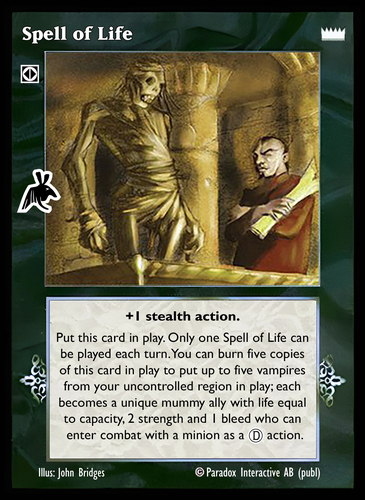 Spell of Life
+1 stealth action.
Put this card in play. Only one Spell of Life can
be played each turn. You can burn five copies
of this card in play to put up to five vampires
from your uncontrolled region in play; each
becomes a unique mummy ally with life equal
to capacity, 2 strength and 1 bleed who can
enter combat with a minion as a Ⓓ action.
Illus: John Bridges © Paradox Interactive AB (publ)